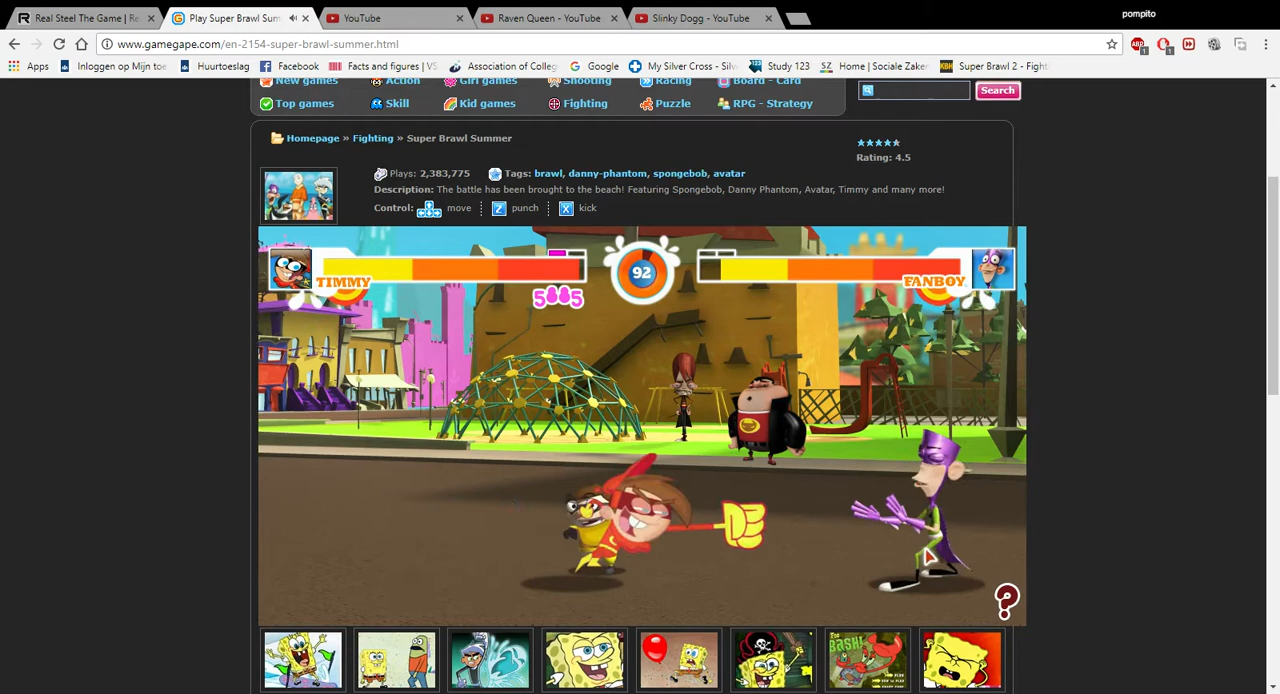 pompito
Real Steel The Game | Re
Play Super Brawl Sum
YouTube
Raven Queen - YouTube
Slinky Dogg - YouTube
www.gamegape.com/en-2154-super-brawl-summer.html
Apps
Inloggen op Mijn toe
Huurtoeslag
Facebook
Facts and figures | VS
Association of Colle
Google
My Silver Cross - Silv
Study 123
Home | Sociale Zaker
Super Brawl 2 - Fight
New games
Action
Girl games
Shooting
Racing
Board - Card
Top games
Skill
Kid games
Fighting
Puzzle
RPG - Strategy
Search
Homepage » Fighting » Super Brawl Summer
Rating: 4.5
Plays: 2,383,775 Tags: brawl, danny-phantom, spongebob, avatar
Description: The battle has been brought to the beach! Featuring Spongebob, Danny Phantom, Avatar, Timmy and many more!
Control: move Z punch X kick
TIMMY
92
FANBOY
5 5
?
BASH!